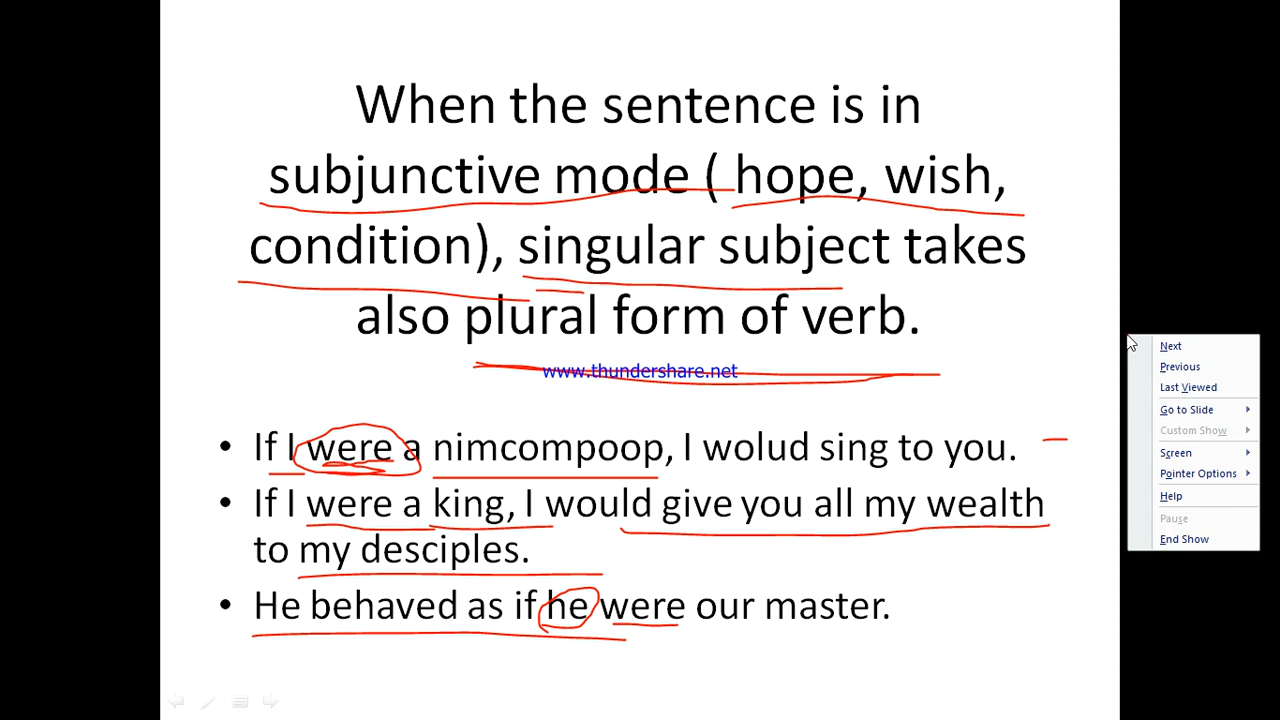 When the sentence is in
subjunctive mode ( hope, wish,
condition), singular subject takes
also plural form of verb.
www.thundershare.net
• If I were a nimcompoop, I wolud sing to you.
• If I were a king, I would give you all my wealth
to my desciples.
• He behaved as if he were our master.
Next
Previous
Last Viewed
Go to Slide
Custom Show
Screen
Pointer Options
Help
Pause
End Show